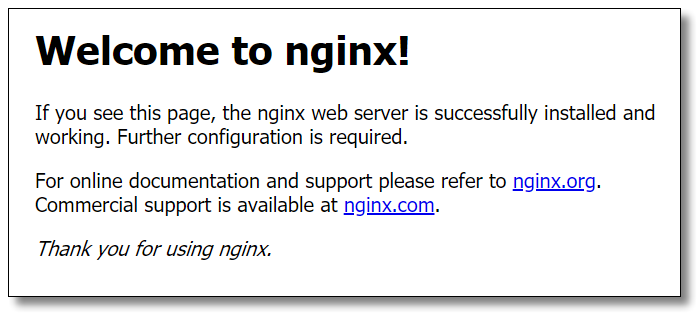 Welcome to nginx!
If you see this page, the nginx web server is successfully installed and
working. Further configuration is required.
For online documentation and support please refer to nginx.org.
Commercial support is available at nginx.com.
Thank you for using nginx.